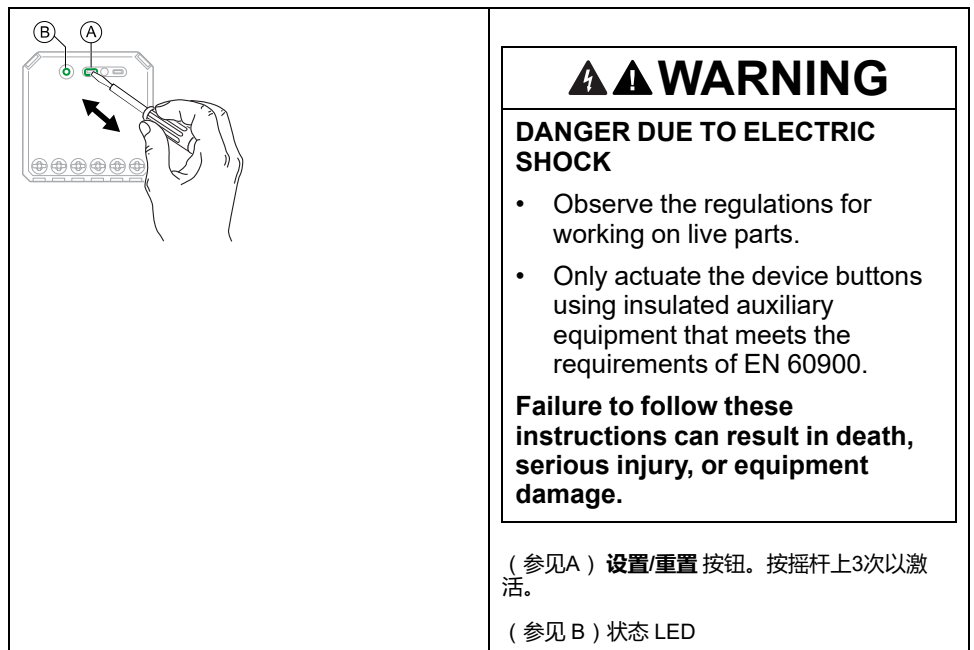 B A
WARNING
DANGER DUE TO ELECTRIC
SHOCK
• Observe the regulations for
working on live parts.
• Only actuate the device buttons
using insulated auxiliary
equipment that meets the
requirements of EN 60900.
Failure to follow these
instructions can result in death,
serious injury, or equipment
damage.
（参见A） 设置/重置 按钮。按摇杆上3次以激
活。
（参见 B）状态 LED